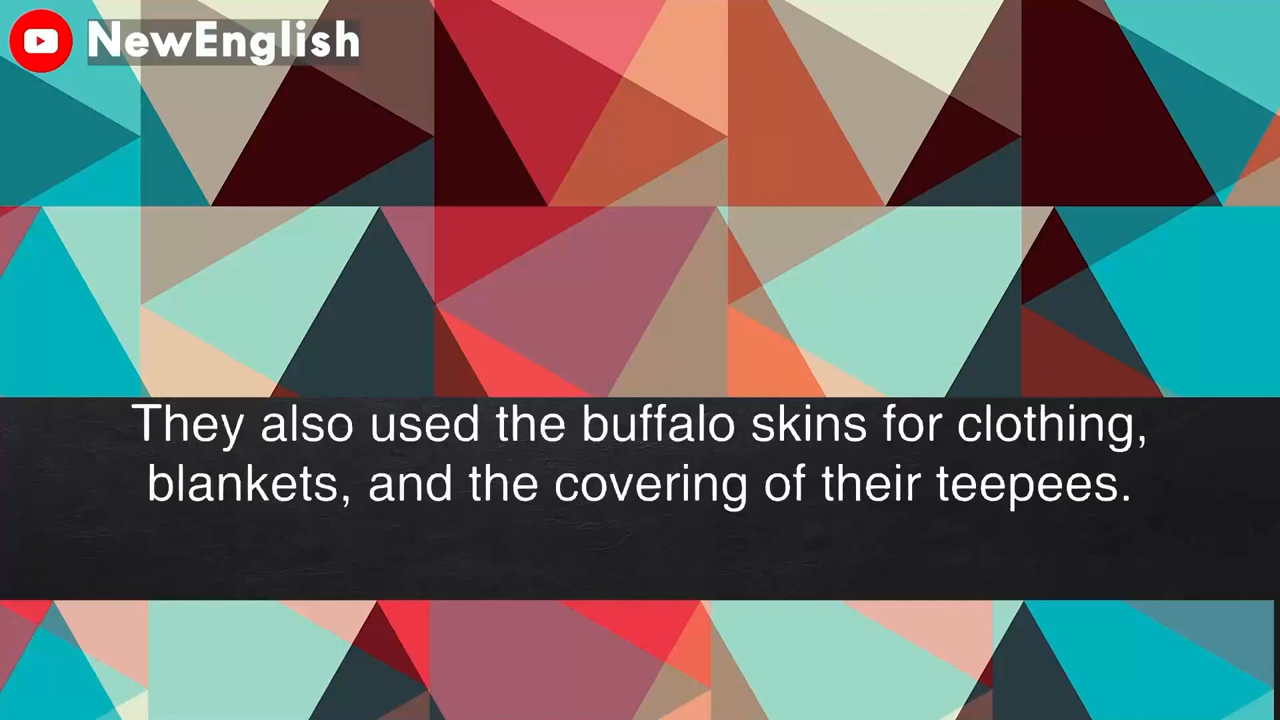 NewEnglish
They also used the buffalo skins for clothing,
blankets, and the covering of their teepees.